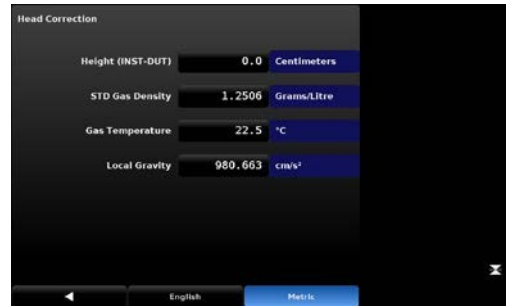 Head Correction
Height (INST-DUT) 0.0 Centimeters
STD Gas Density 1.2506 Grams/Litre
Gas Temperature 22.5 °C
Local Gravity 980.663 cm/s²
English Metric